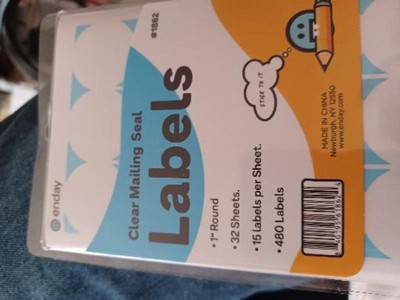 enday
#1862
Clear Mailing Seal
Labels
STICK TO IT
• 1" Round
• 32 Sheets.
• 15 labels per Sheet.
• 480 Labels
MADE IN CHINA
Newburgh, NY 12550
www.enday.com